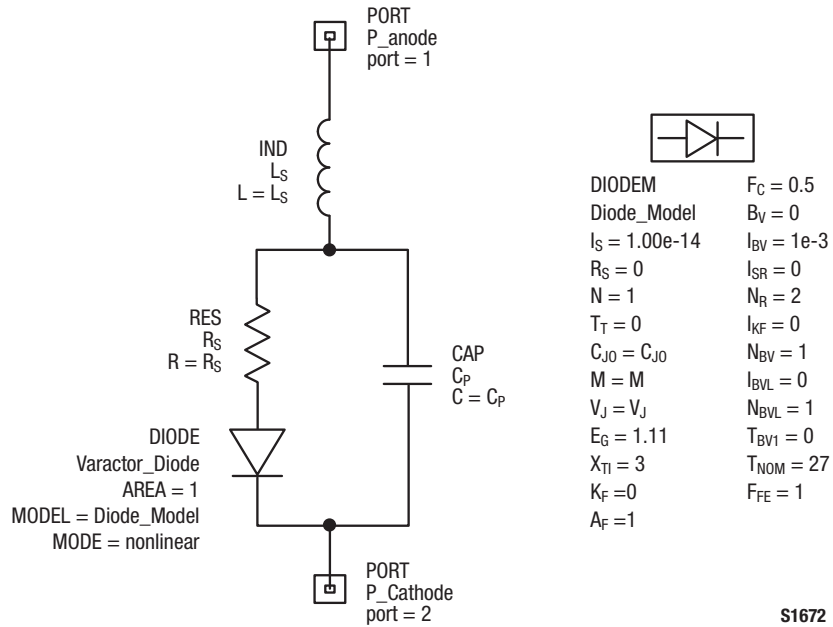 PORT
P_anode
port = 1
IND
LS
L = LS
RES
RS
R = RS
CAP
CP
C = CP
DIODE
Varactor_Diode
AREA = 1
MODEL = Diode_Model
MODE = nonlinear
PORT
P_Cathode
port = 2
DIODEM
Diode_Model
IS = 1.00e-14
RS = 0
N = 1
TT = 0
CJO = CJO
M = M
VJ = VJ
EG = 1.11
XTI = 3
KF =0
AF =1
FC = 0.5
BV = 0
IBV = 1e-3
ISR = 0
NR = 2
IKF = 0
NBV = 1
IBVL = 0
NBVL = 1
TBV1 = 0
TNOM = 27
FFE = 1
S1672